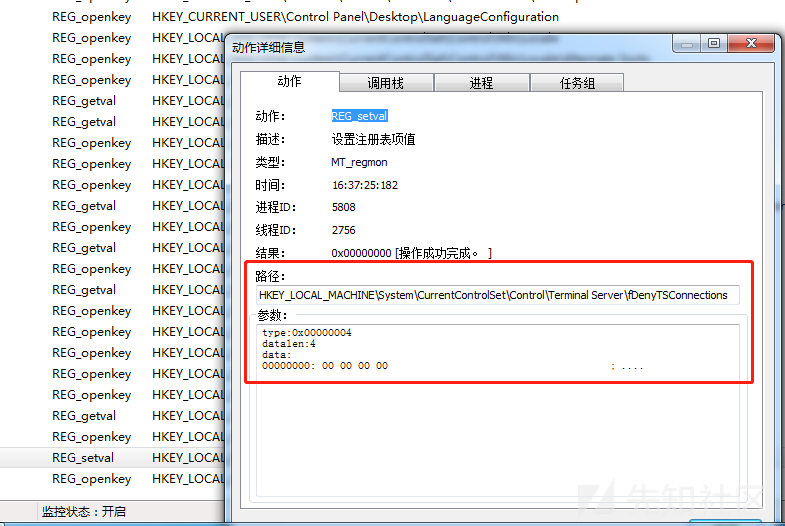 REG_openkey HKEY_CURRENT_USER\Control Panel\Desktop\LanguageConfiguration
REG_openkey HKEY_LOCAL
REG_openkey HKEY_LOCAL
REG_openkey HKEY_LOCAL
REG_getval HKEY_LOCAL
REG_getval HKEY_LOCAL
REG_openkey HKEY_LOCAL
REG_openkey HKEY_LOCAL
REG_openkey HKEY_LOCAL
REG_getval HKEY_LOCAL
REG_openkey HKEY_LOCAL
REG_getval HKEY_LOCAL
REG_openkey HKEY_LOCAL
REG_getval HKEY_LOCAL
REG_openkey HKEY_LOCAL
REG_openkey HKEY_LOCAL
REG_openkey HKEY_LOCAL
REG_openkey HKEY_LOCAL
REG_openkey HKEY_LOCAL
REG_getval HKEY_LOCAL
REG_openkey HKEY_LOCAL
REG_setval HKEY_LOCAL
REG_openkey HKEY_LOCAL
监控状态：开启
动作详细信息
动作 调用栈 进程 任务组
动作： REG_setval
描述： 设置注册表项值
类型： MT_regmon
时间： 16:37:25:182
进程ID： 5808
线程ID： 2756
结果： 0x00000000 [操作成功完成。 ]
路径：
HKEY_LOCAL_MACHINE\System\CurrentControlSet\Control\Terminal Server\fDenyTSConnections
参数：
type:0x00000004
datalen:4
data:
00000000: 00 00 00 00 ; ....
先知社区